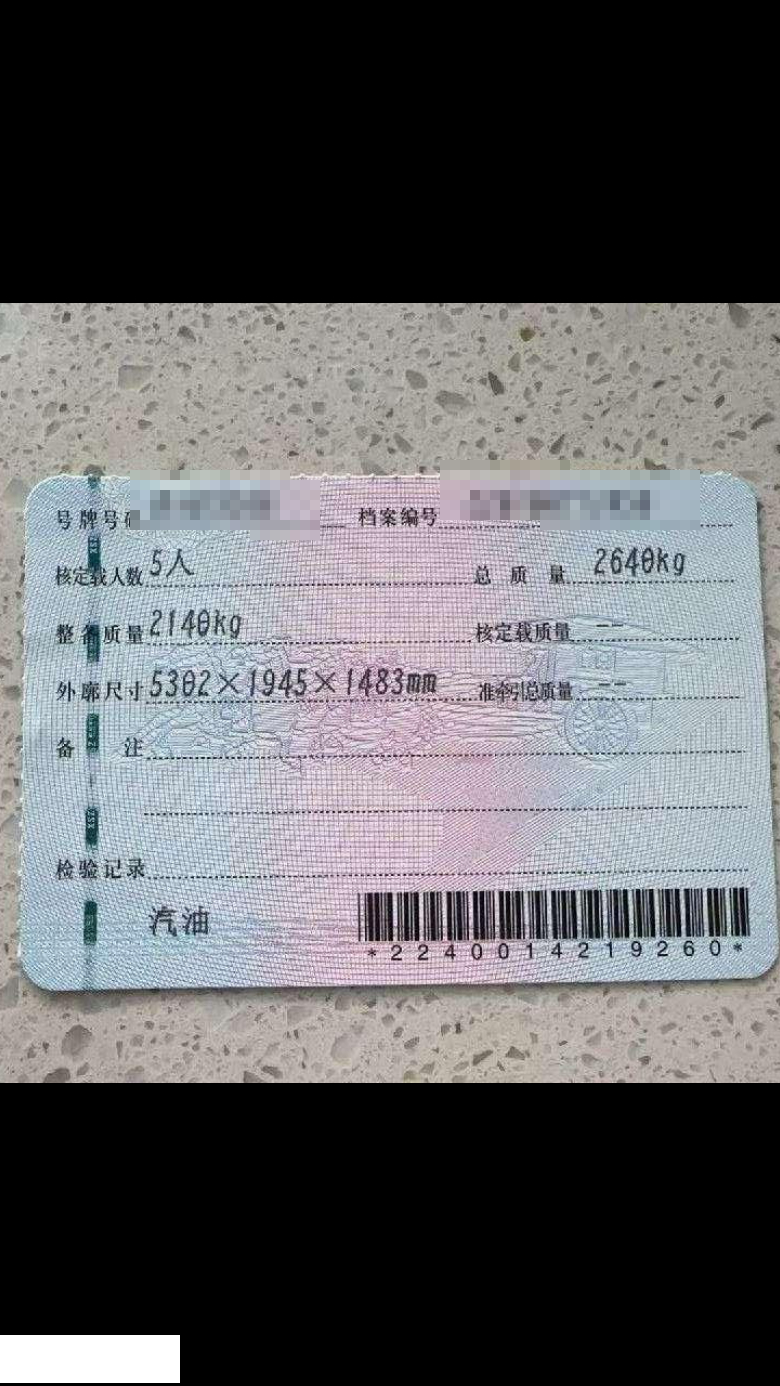 号牌号码 档案编号
核定载人数 5人 总质量 2640kg
整备质量 2140kg 核定载质量 --
外廓尺寸 5302×1945×1483mm 准牵引总质量 --
备注
检验记录
汽油
*2240014219260*